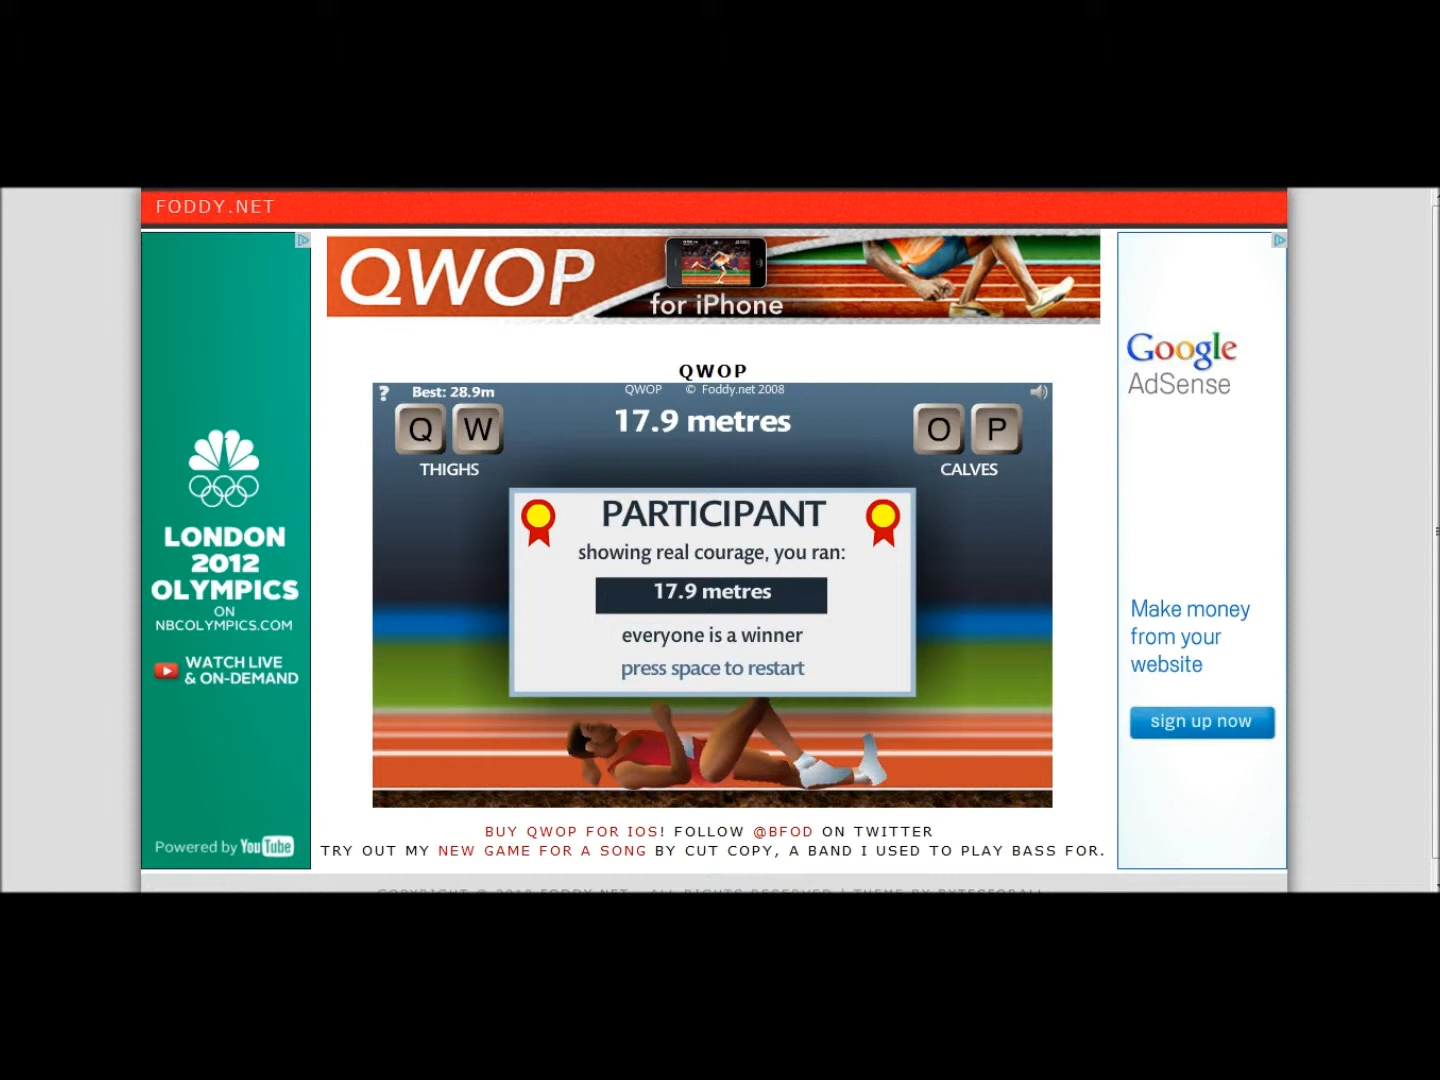 FODDY.NET
QWOP
for iPhone
QWOP
? Best: 28.9m
QWOP © Foddy.net 2008
17.9 metres
Q W
THIGHS
O P
CALVES
PARTICIPANT
showing real courage, you ran:
17.9 metres
everyone is a winner
press space to restart
BUY QWOP FOR IOS! FOLLOW @BFOD ON TWITTER
TRY OUT MY NEW GAME FOR A SONG BY CUT COPY, A BAND I USED TO PLAY BASS FOR.
LONDON
2012
OLYMPICS
ON
NBCOLYMPICS.COM
WATCH LIVE
& ON-DEMAND
Powered by YouTube
Google
AdSense
Make money
from your
website
sign up now